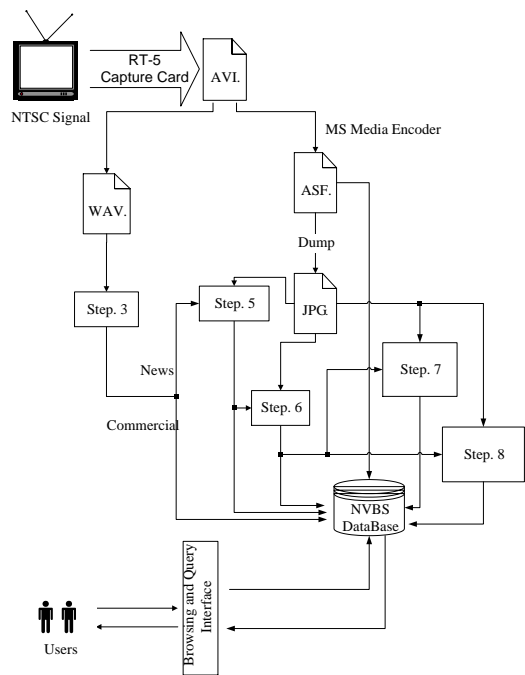 RT-5
Capture Card
AVI.
NTSC Signal
MS Media Encoder
WAV.
ASF.
Dump
Step. 3
Step. 5
JPG.
News
Step. 7
Step. 6
Commercial
Step. 8
NVBS
DataBase
Browsing and Query
Interface
Users